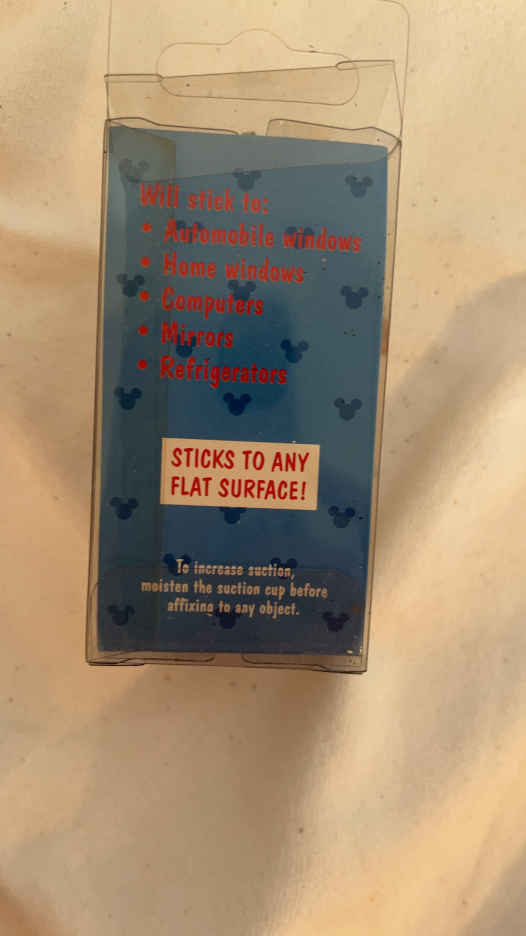 Will stick to:
• Automobile windows
• Home windows
• Computers
• Mirrors
• Refrigerators
STICKS TO ANY
FLAT SURFACE!
To increase suction,
moisten the suction cup before
affixing to any object.